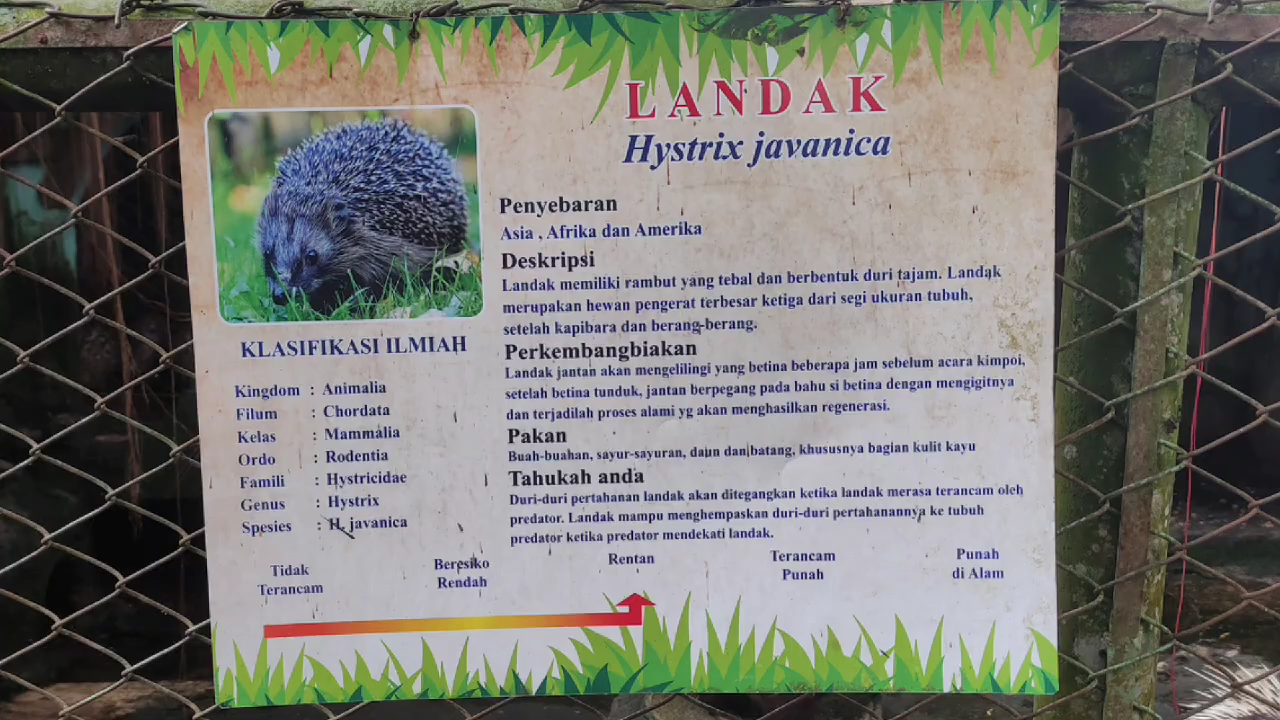 LANDAK
Hystrix javanica
Penyebaran
Asia , Afrika dan Amerika
Deskripsi
Landak memiliki rambut yang tebal dan berbentuk duri tajam. Landak
merupakan hewan pengerat terbesar ketiga dari segi ukuran tubuh,
setelah kapibara dan berang-berang.
Perkembangbiakan
Landak jantan akan mengelilingi yang betina beberapa jam sebelum acara kimpoi,
setelah betina tunduk, jantan berpegang pada bahu si betina dengan mengigitnya
dan terjadilah proses alami yg akan menghasilkan regenerasi.
Pakan
Buah-buahan, sayur-sayuran, daun dan batang, khususnya bagian kulit kayu
Tahukah anda
Duri-duri pertahanan landak akan ditegangkan ketika landak merasa terancam oleh
predator. Landak mampu menghempaskan duri-duri pertahanannya ke tubuh
predator ketika predator mendekati landak.
KLASIFIKASI ILMIAH
Kingdom : Animalia
Filum : Chordata
Kelas : Mammalia
Ordo : Rodentia
Famili : Hystricidae
Genus : Hystrix
Spesies : H. javanica
Tidak
Terancam
Beresiko
Rendah
Rentan
Terancam
Punah
Punah
di Alam